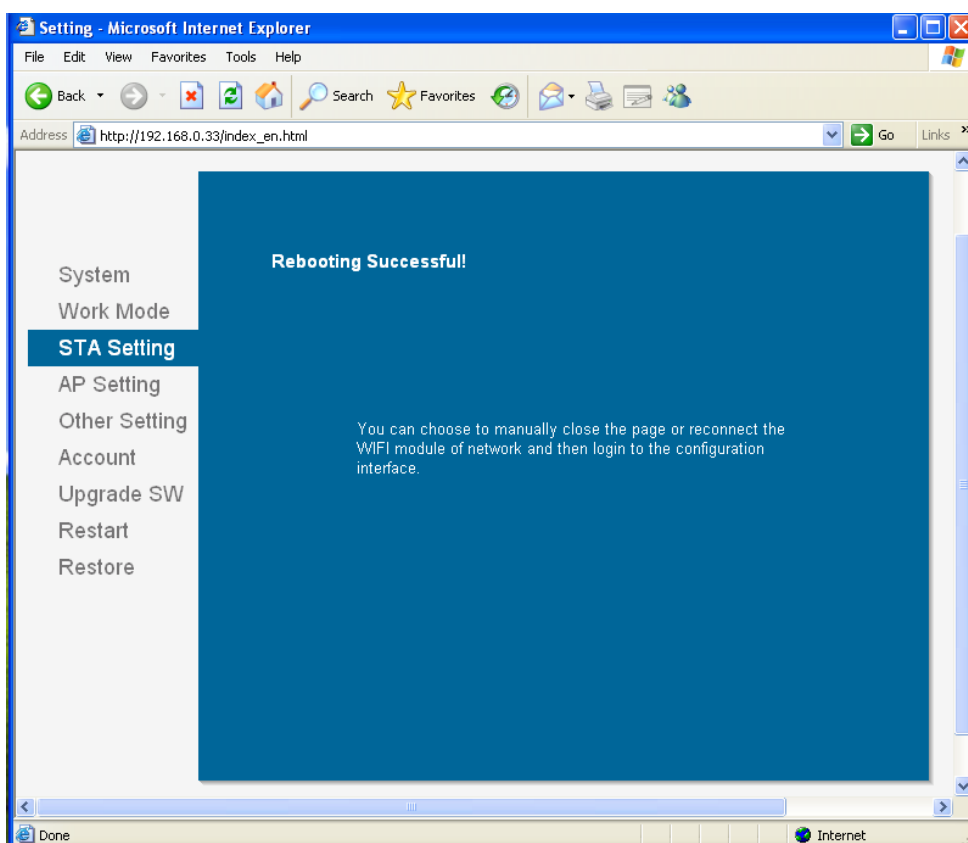 Setting - Microsoft Internet Explorer
File Edit View Favorites Tools Help
Back Search Favorites
Address http://192.168.0.33/index_en.html Go Links »
Rebooting Successful!
System
Work Mode
STA Setting
AP Setting
Other Setting
Account
Upgrade SW
Restart
Restore
You can choose to manually close the page or reconnect the
WIFI module of network and then login to the configuration
interface.
Done Internet